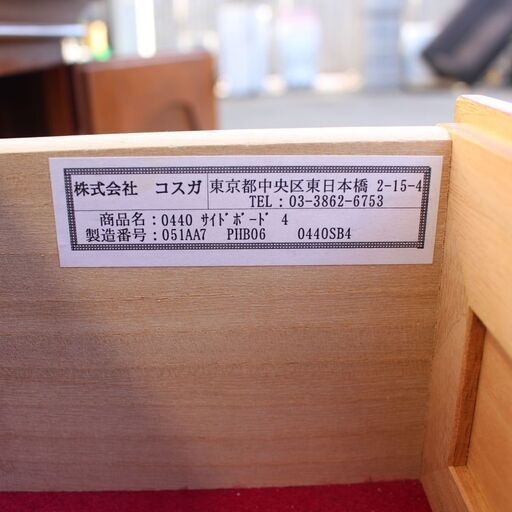 株式会社 コスガ 東京都中央区東日本橋 2-15-4
TEL：03-3862-6753
商品名：0440 ｻｲﾄﾞﾎﾞｰﾄﾞ 4
製造番号：051AA7 PIIB06 0440SB4